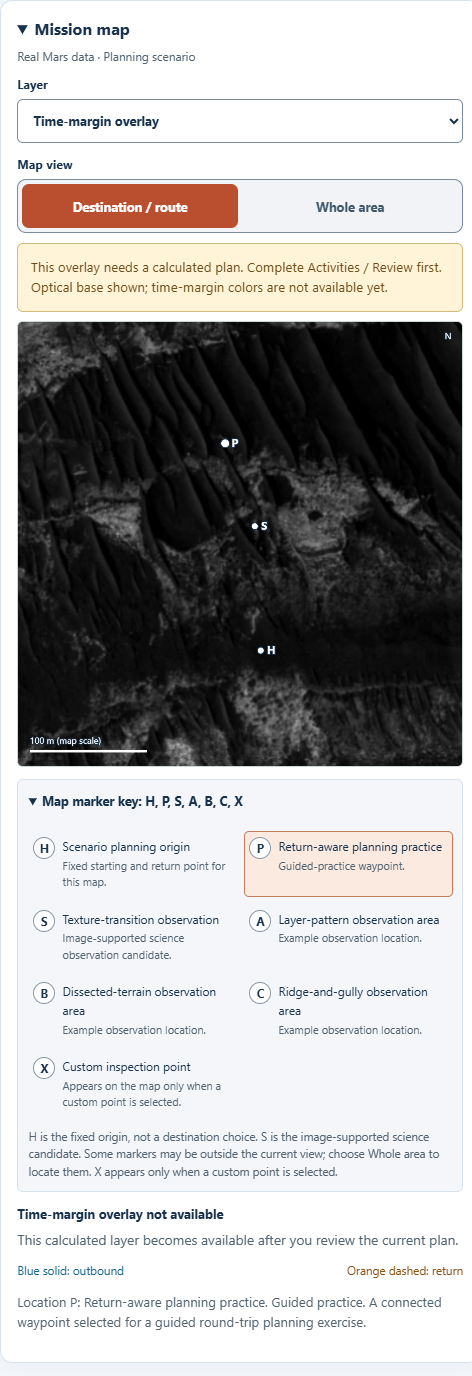 ▼ Mission map
Real Mars data · Planning scenario
Layer
Time-margin overlay
Map view
Destination / route
Whole area
This overlay needs a calculated plan. Complete Activities / Review first.
Optical base shown; time-margin colors are not available yet.
N
P
S
H
100 m (map scale)
▼ Map marker key: H, P, S, A, B, C, X
H
Scenario planning origin
Fixed starting and return point for
this map.
P
Return-aware planning practice
Guided-practice waypoint.
S
Texture-transition observation
Image-supported science
observation candidate.
A
Layer-pattern observation area
Example observation location.
B
Dissected-terrain observation
area
Example observation location.
C
Ridge-and-gully observation
area
Example observation location.
X
Custom inspection point
Appears on the map only when a
custom point is selected.
H is the fixed origin, not a destination choice. S is the image-supported science
candidate. Some markers may be outside the current view; choose Whole area to
locate them. X appears only when a custom point is selected.
Time-margin overlay not available
This calculated layer becomes available after you review the current plan.
Blue solid: outbound
Orange dashed: return
Location P: Return-aware planning practice. Guided practice. A connected
waypoint selected for a guided round-trip planning exercise.